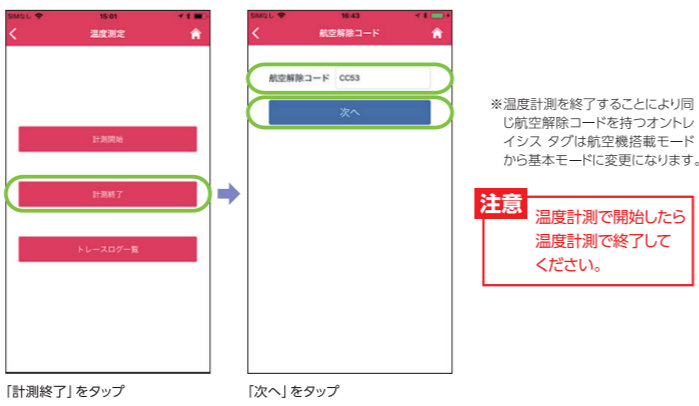 SIMなし 15:01
温度測定
計測開始
計測終了
トレースログ一覧
「計測終了」をタップ
SIMなし 16:43
航空解除コード
航空解除コード CC53
次へ
「次へ」をタップ
※温度計測を終了することにより同
じ航空解除コードを持つオントレ
イシス タグは航空機搭載モード
から基本モードに変更になります。
注意
温度計測で開始したら
温度計測で終了して
ください。